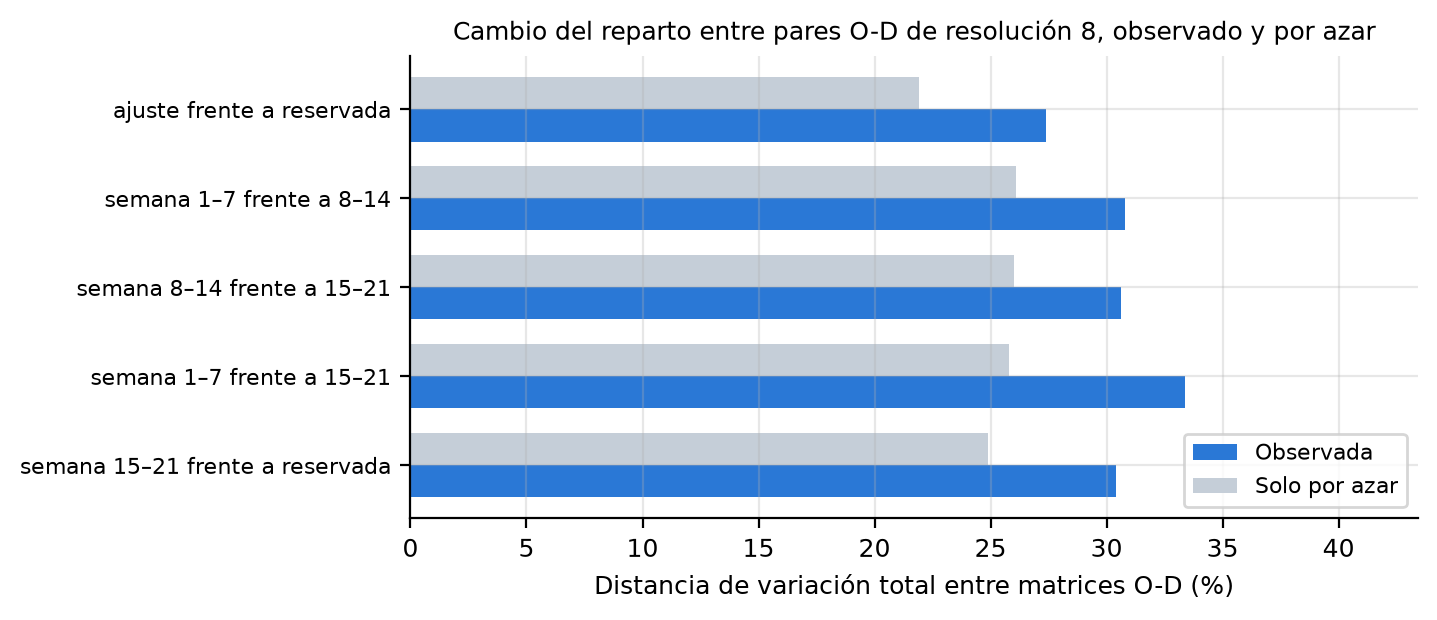 Cambio del reparto entre pares O-D de resolución 8, observado y por azar
ajuste frente a reservada
semana 1–7 frente a 8–14
semana 8–14 frente a 15–21
semana 1–7 frente a 15–21
semana 15–21 frente a reservada
Observada
Solo por azar
0 5 10 15 20 25 30 35 40
Distancia de variación total entre matrices O-D (%)